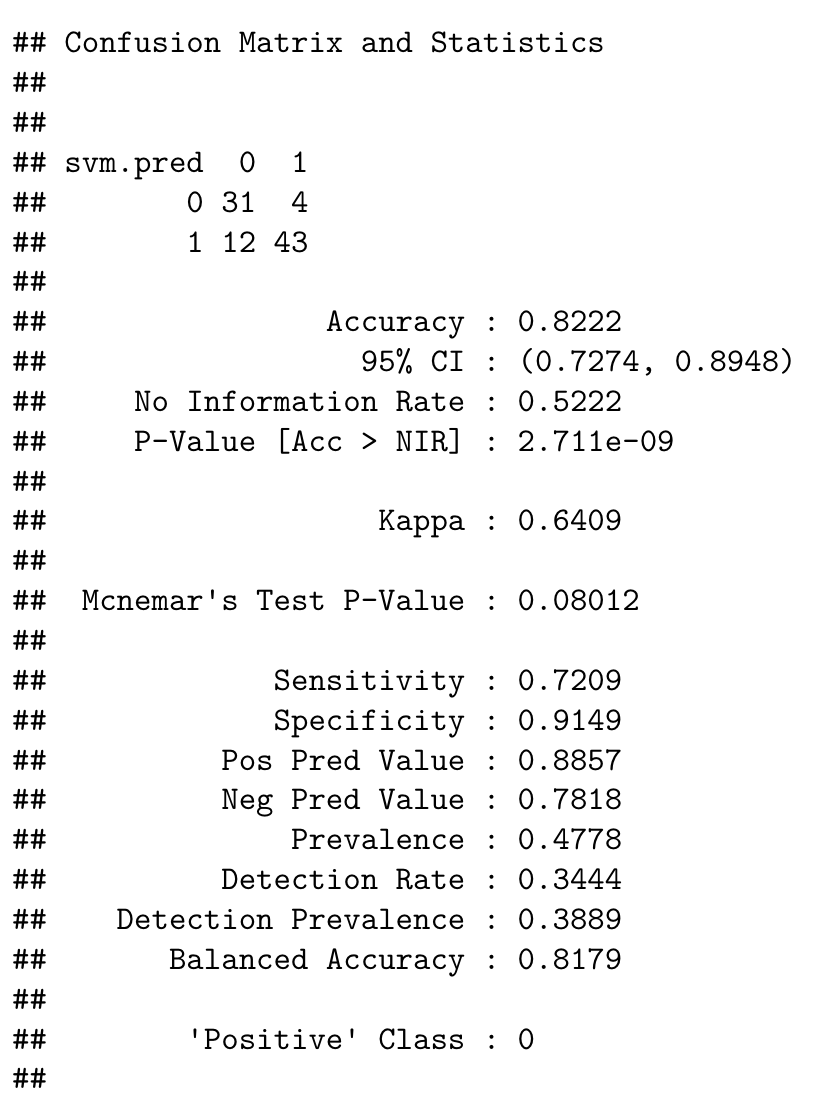 ## Confusion Matrix and Statistics
##
##
## svm.pred  0  1
##        0 31  4
##        1 12 43
##
##                Accuracy : 0.8222
##                  95% CI : (0.7274, 0.8948)
##     No Information Rate : 0.5222
##     P-Value [Acc > NIR] : 2.711e-09
##
##                   Kappa : 0.6409
##
##  Mcnemar's Test P-Value : 0.08012
##
##             Sensitivity : 0.7209
##             Specificity : 0.9149
##          Pos Pred Value : 0.8857
##          Neg Pred Value : 0.7818
##              Prevalence : 0.4778
##          Detection Rate : 0.3444
##    Detection Prevalence : 0.3889
##       Balanced Accuracy : 0.8179
##
##        'Positive' Class : 0
##